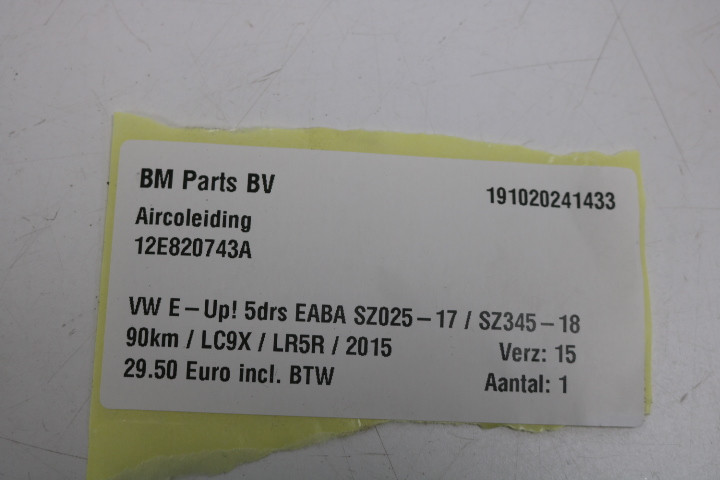 BM Parts BV 191020241433
Aircoleiding
12E820743A
VW E-Up! 5drs EABA SZ025-17 / SZ345-18
90km / LC9X / LR5R / 2015 Verz: 15
29.50 Euro incl. BTW Aantal: 1